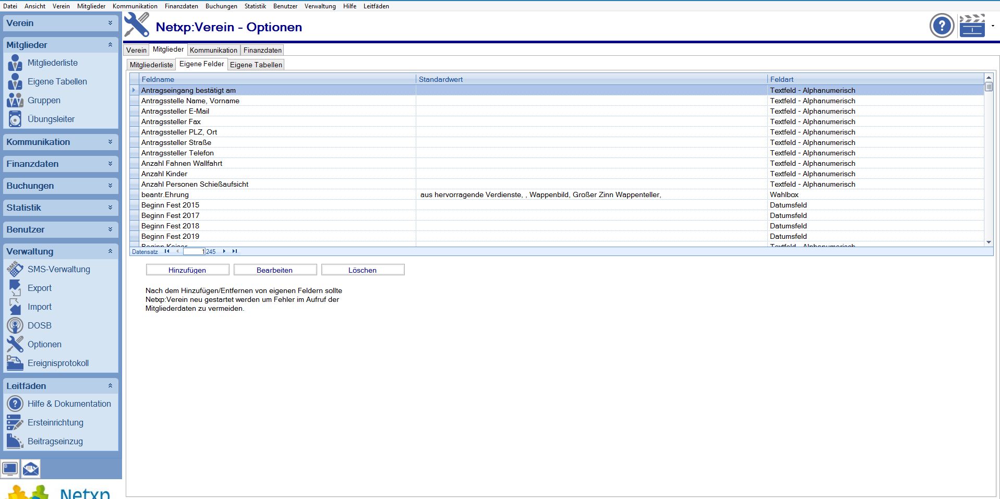 Datei Ansicht Verein Mitglieder Kommunikation Finanzdaten Buchungen Statistik Benutzer Verwaltung Hilfe Leitfäden
Verein
Mitglieder
Mitgliederliste
Eigene Tabellen
Gruppen
Übungsleiter
Kommunikation
Finanzdaten
Buchungen
Statistik
Benutzer
Verwaltung
SMS-Verwaltung
Export
Import
DOSB
Optionen
Ereignisprotokoll
Leitfäden
Hilfe & Dokumentation
Ersteinrichtung
Beitragseinzug
Netxp
Netxp:Verein - Optionen
Verein Mitglieder Kommunikation Finanzdaten
Mitgliederliste Eigene Felder Eigene Tabellen
Feldname Standardwert Feldart
Antragseingang bestätigt am Textfeld - Alphanumerisch
Antragsstelle Name, Vorname Textfeld - Alphanumerisch
Antragssteller E-Mail Textfeld - Alphanumerisch
Antragssteller Fax Textfeld - Alphanumerisch
Antragssteller PLZ, Ort Textfeld - Alphanumerisch
Antragssteller Straße Textfeld - Alphanumerisch
Antragssteller Telefon Textfeld - Alphanumerisch
Anzahl Fahnen Wallfahrt Textfeld - Alphanumerisch
Anzahl Kinder Textfeld - Alphanumerisch
Anzahl Personen Schießaufsicht Textfeld - Alphanumerisch
beantr.Ehrung aus hervorragende Verdienste, , Wappenbild, Großer Zinn Wappenteller, Wahlbox
Beginn Fest 2015 Datumsfeld
Beginn Fest 2017 Datumsfeld
Beginn Fest 2018 Datumsfeld
Beginn Fest 2019 Datumsfeld
Beginn Kaiser Textfeld - Alphanumerisch
Datensatz 1 245
Hinzufügen Bearbeiten Löschen
Nach dem Hinzufügen/Entfernen von eigenen Feldern sollte
Netxp:Verein neu gestartet werden um Fehler im Aufruf der
Mitgliederdaten zu vermeiden.